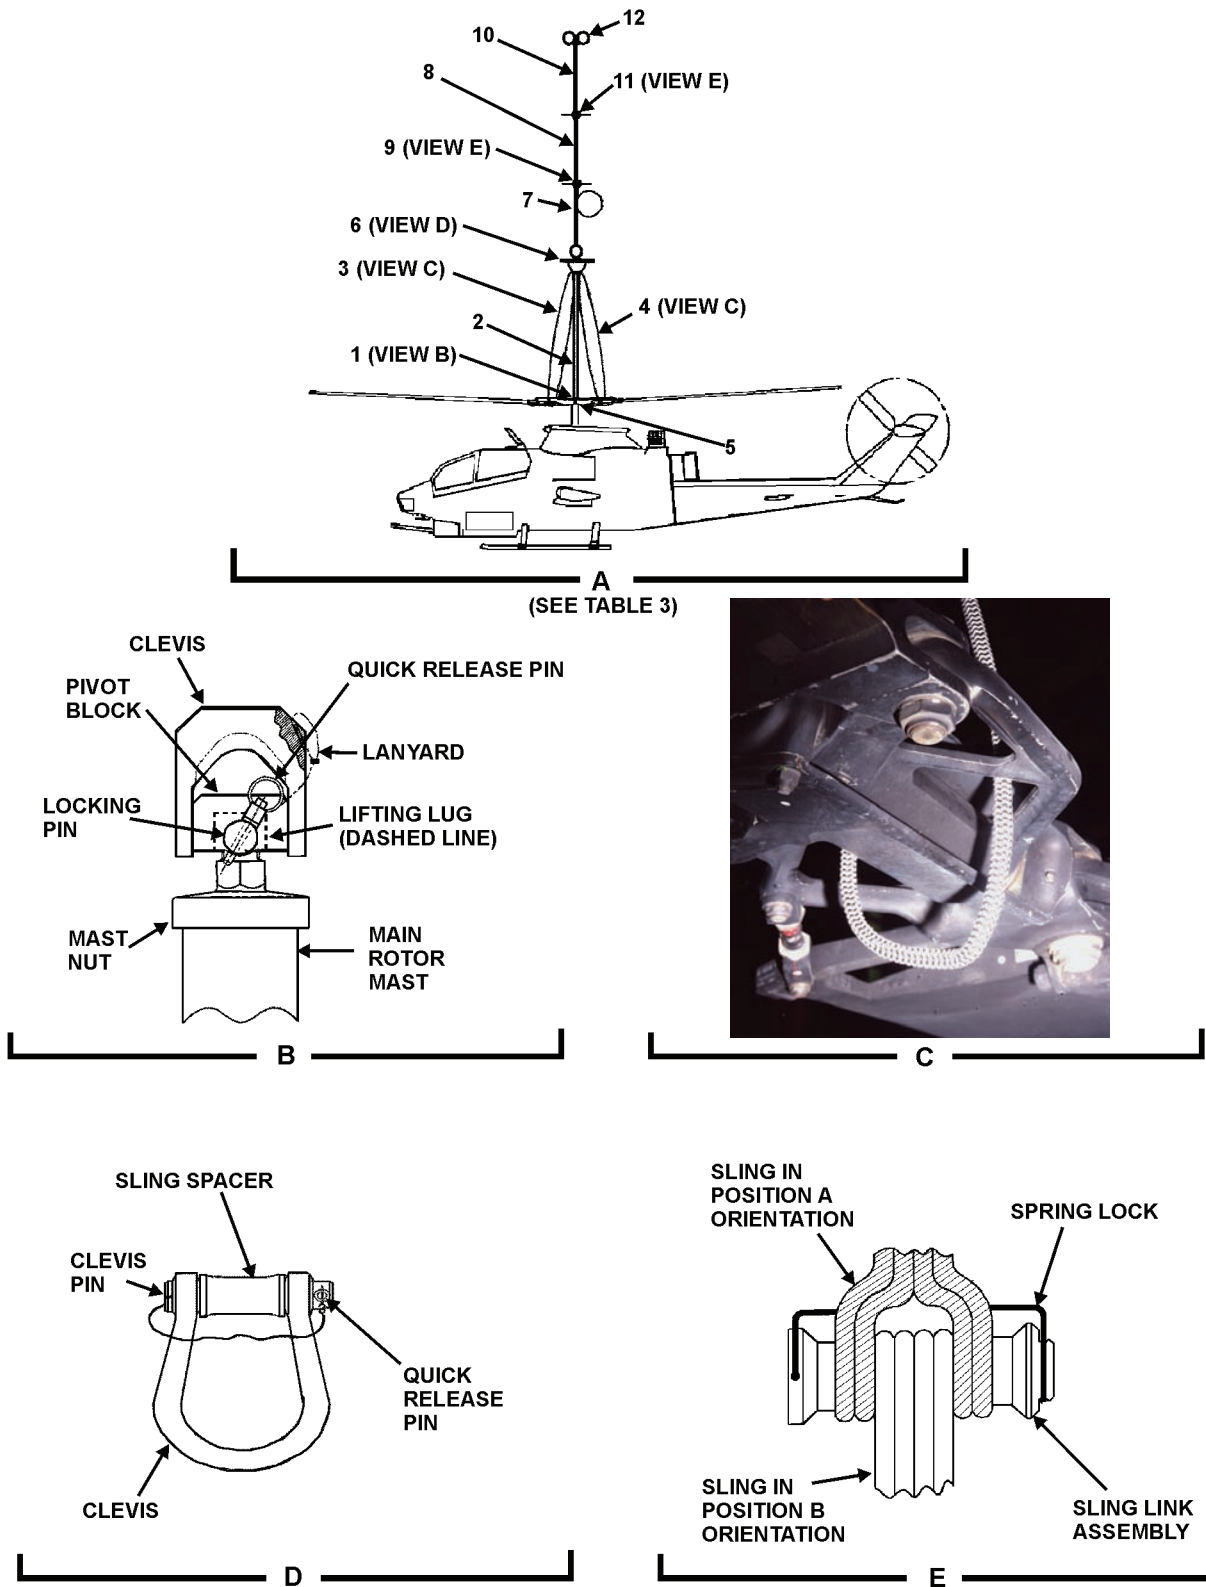 12
10
8
11 (VIEW E)
9 (VIEW E)
7
6 (VIEW D)
3 (VIEW C)
4 (VIEW C)
2
1 (VIEW B)
5
A
(SEE TABLE 3)
CLEVIS
QUICK RELEASE PIN
PIVOT
BLOCK
LANYARD
LOCKING
PIN
LIFTING LUG
(DASHED LINE)
MAST
NUT
MAIN
ROTOR
MAST
B
C
SLING SPACER
CLEVIS
PIN
QUICK
RELEASE
PIN
CLEVIS
D
SLING IN
POSITION A
ORIENTATION
SPRING LOCK
SLING IN
POSITION B
ORIENTATION
SLING LINK
ASSEMBLY
E